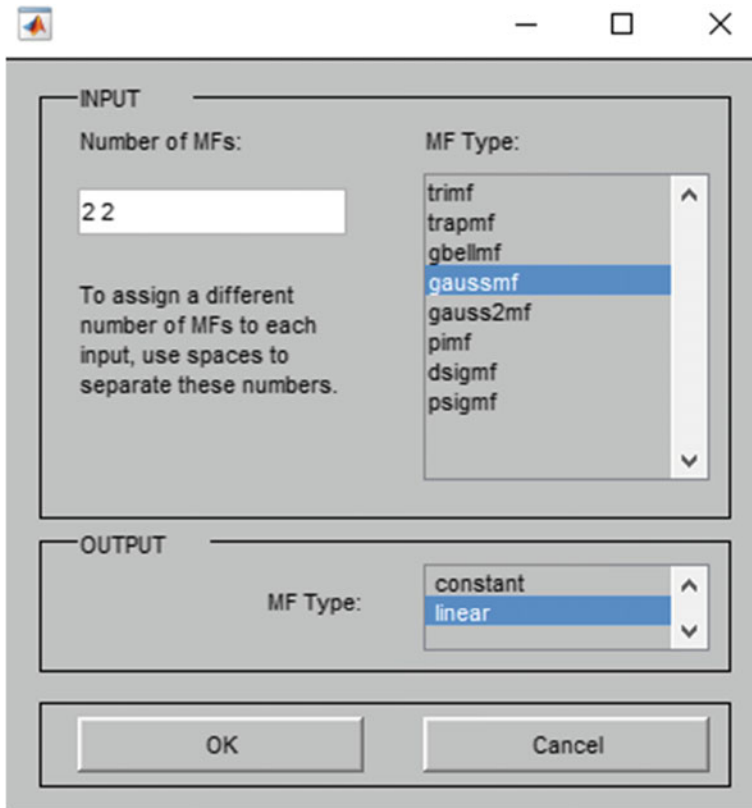 INPUT
Number of MFs:
2 2
To assign a different
number of MFs to each
input, use spaces to
separate these numbers.
MF Type:
trimf
trapmf
gbellmf
gaussmf
gauss2mf
pimf
dsigmf
psigmf
OUTPUT
MF Type:
constant
linear
OK
Cancel